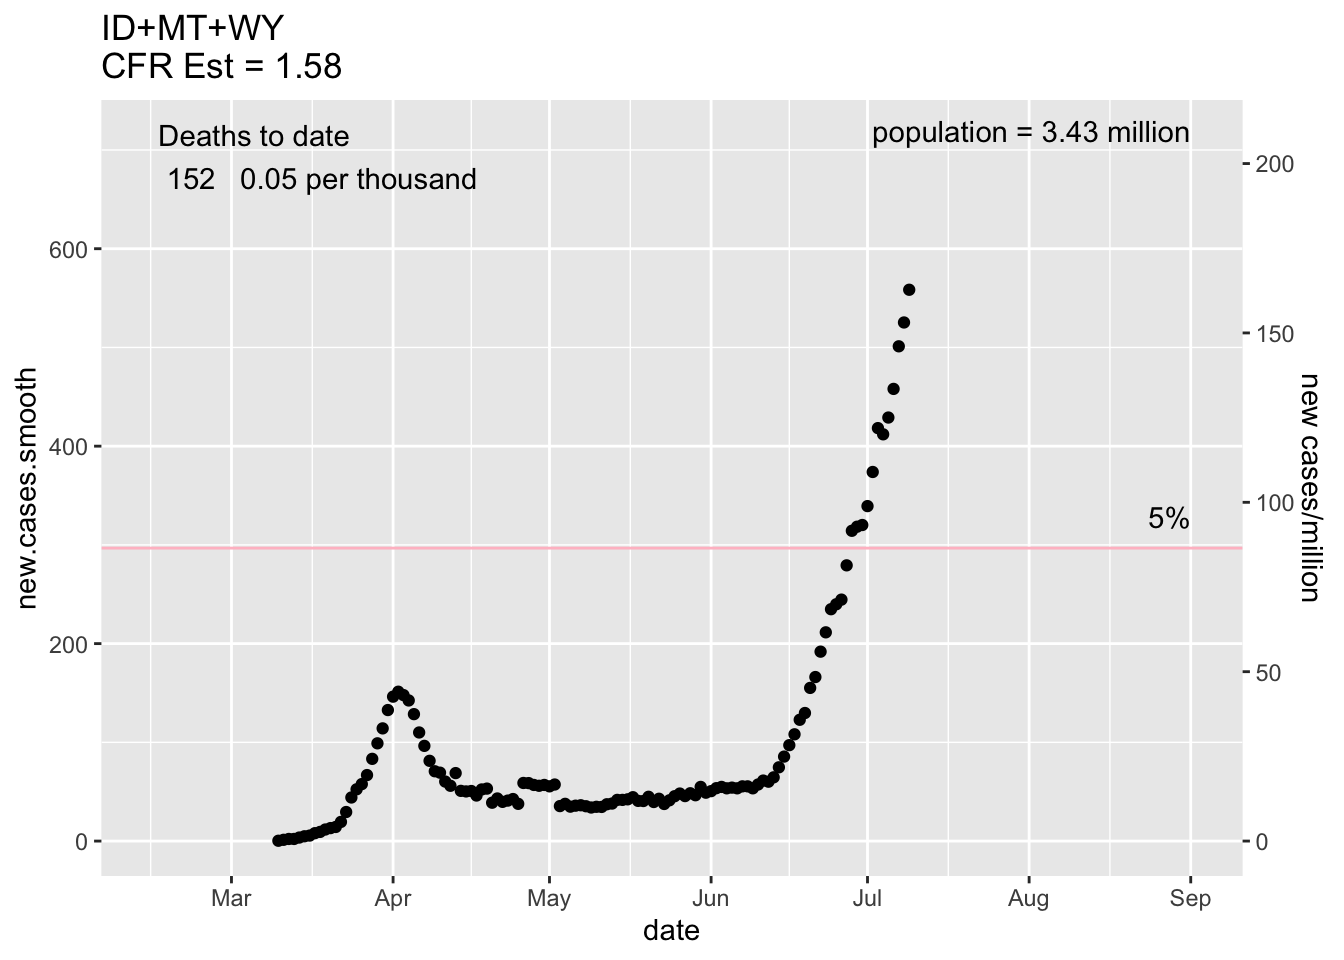 ID+MT+WY
CFR Est = 1.58
Deaths to date
152 0.05 per thousand
population = 3.43 million
5%
new.cases.smooth
600
400
200
0
new cases/million
200
150
100
50
0
Mar Apr May Jun Jul Aug Sep
date